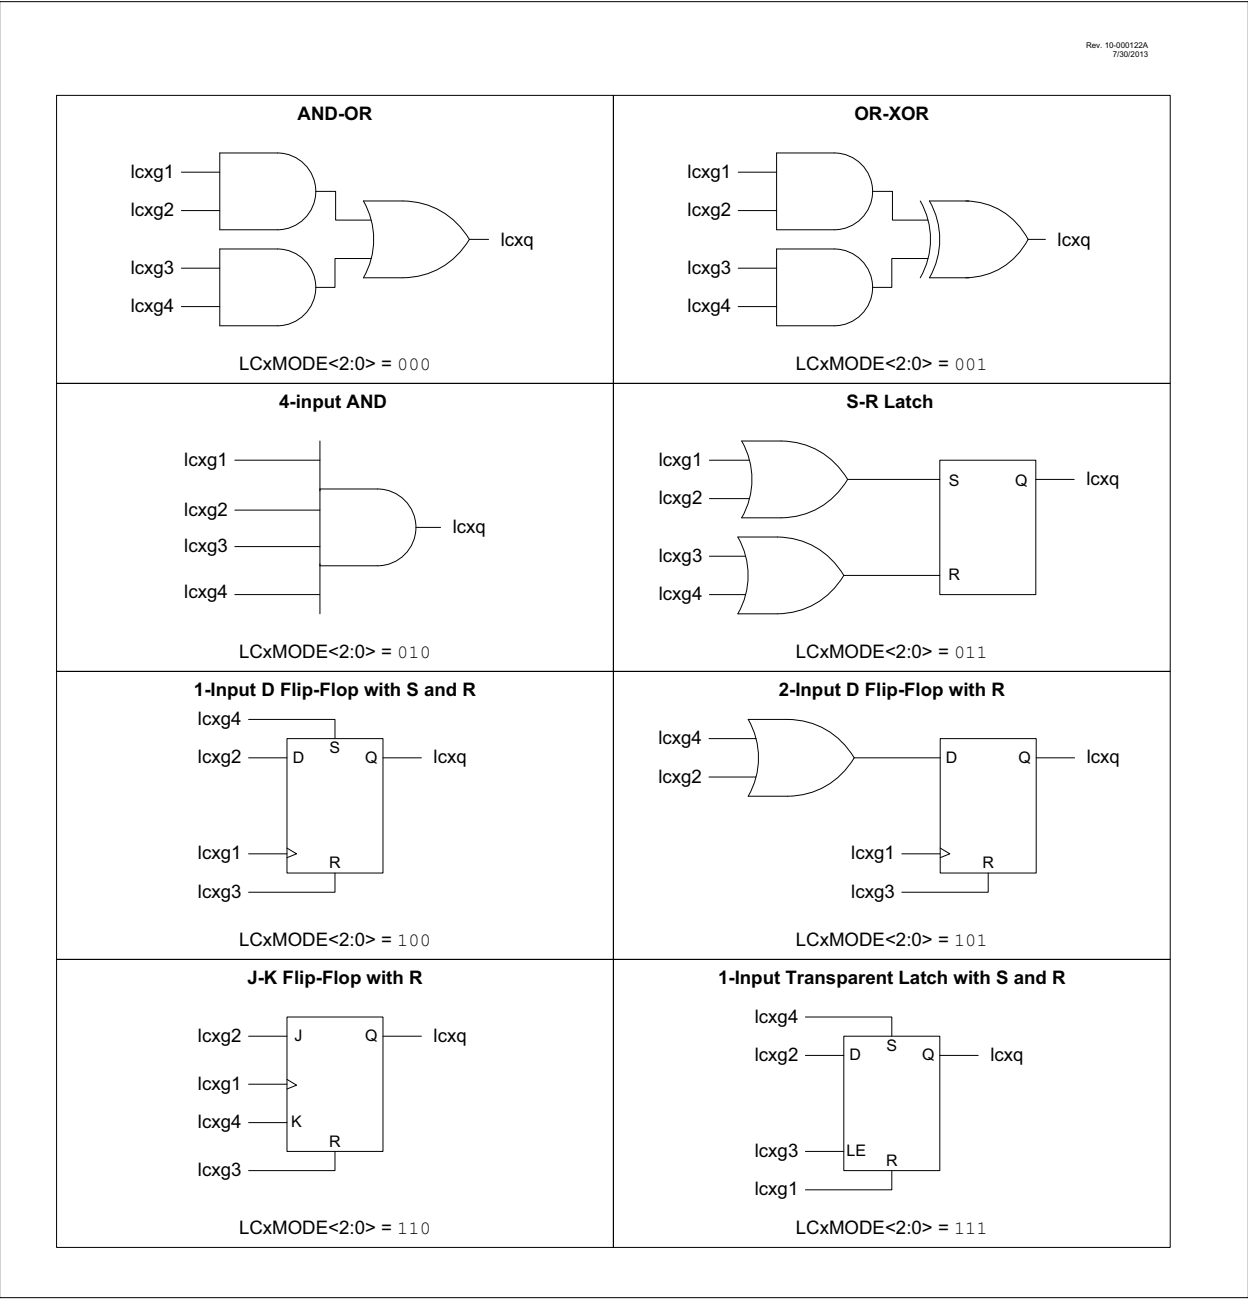 Rev. 10-000122A
7/30/2013
AND-OR
lcxg1
lcxg2
lcxg3
lcxg4
lcxq
LCxMODE<2:0> = 000
OR-XOR
lcxg1
lcxg2
lcxg3
lcxg4
lcxq
LCxMODE<2:0> = 001
4-input AND
lcxg1
lcxg2
lcxg3
lcxg4
lcxq
LCxMODE<2:0> = 010
S-R Latch
lcxg1
lcxg2
lcxg3
lcxg4
S
Q
lcxq
R
LCxMODE<2:0> = 011
1-Input D Flip-Flop with S and R
lcxg4
S
lcxg2
D
Q
lcxq
lcxg1
R
lcxg3
LCxMODE<2:0> = 100
2-Input D Flip-Flop with R
lcxg4
lcxg2
D
Q
lcxq
lcxg1
R
lcxg3
LCxMODE<2:0> = 101
J-K Flip-Flop with R
lcxg2
J
Q
lcxq
lcxg1
lcxg4
K
R
lcxg3
LCxMODE<2:0> = 110
1-Input Transparent Latch with S and R
lcxg4
S
lcxg2
D
Q
lcxq
lcxg3
LE
R
lcxg1
LCxMODE<2:0> = 111